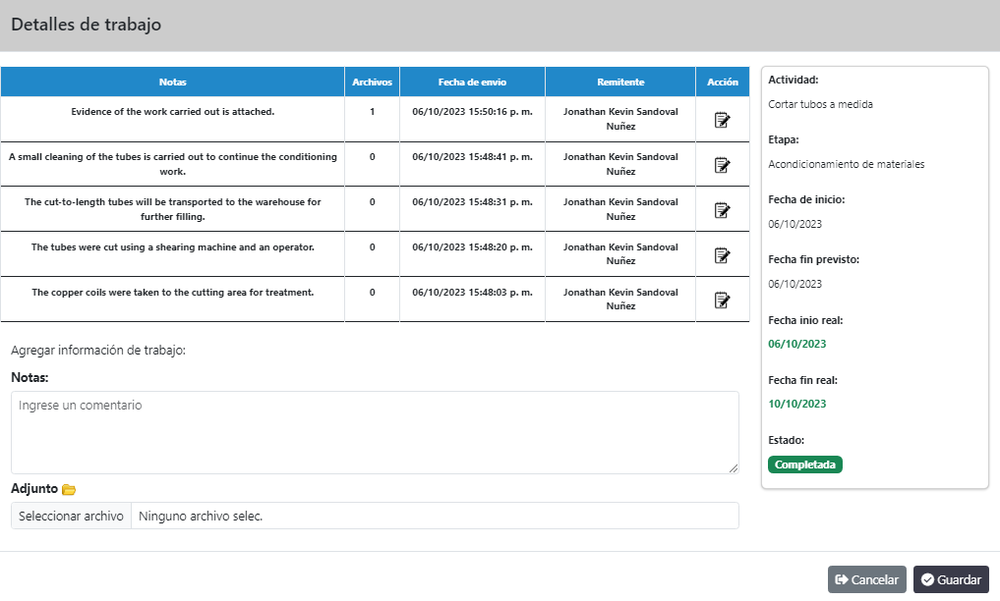 Detalles de trabajo
Notas Archivos Fecha de envio Remitente Acción
Evidence of the work carried out is attached. 1 06/10/2023 15:50:16 p. m. Jonathan Kevin Sandoval
Nuñez
A small cleaning of the tubes is carried out to continue the conditioning 0 06/10/2023 15:48:41 p. m. Jonathan Kevin Sandoval
work. Nuñez
The cut-to-length tubes will be transported to the warehouse for 0 06/10/2023 15:48:31 p. m. Jonathan Kevin Sandoval
further filling. Nuñez
The tubes were cut using a shearing machine and an operator. 0 06/10/2023 15:48:20 p. m. Jonathan Kevin Sandoval
Nuñez
The copper coils were taken to the cutting area for treatment. 0 06/10/2023 15:48:03 p. m. Jonathan Kevin Sandoval
Nuñez
Agregar información de trabajo:
Notas:
Ingrese un comentario
Adjunto
Seleccionar archivo Ninguno archivo selec.
Actividad:
Cortar tubos a medida
Etapa:
Acondicionamiento de materiales
Fecha de inicio:
06/10/2023
Fecha fin previsto:
06/10/2023
Fecha inio real:
06/10/2023
Fecha fin real:
10/10/2023
Estado:
Completada
Cancelar Guardar